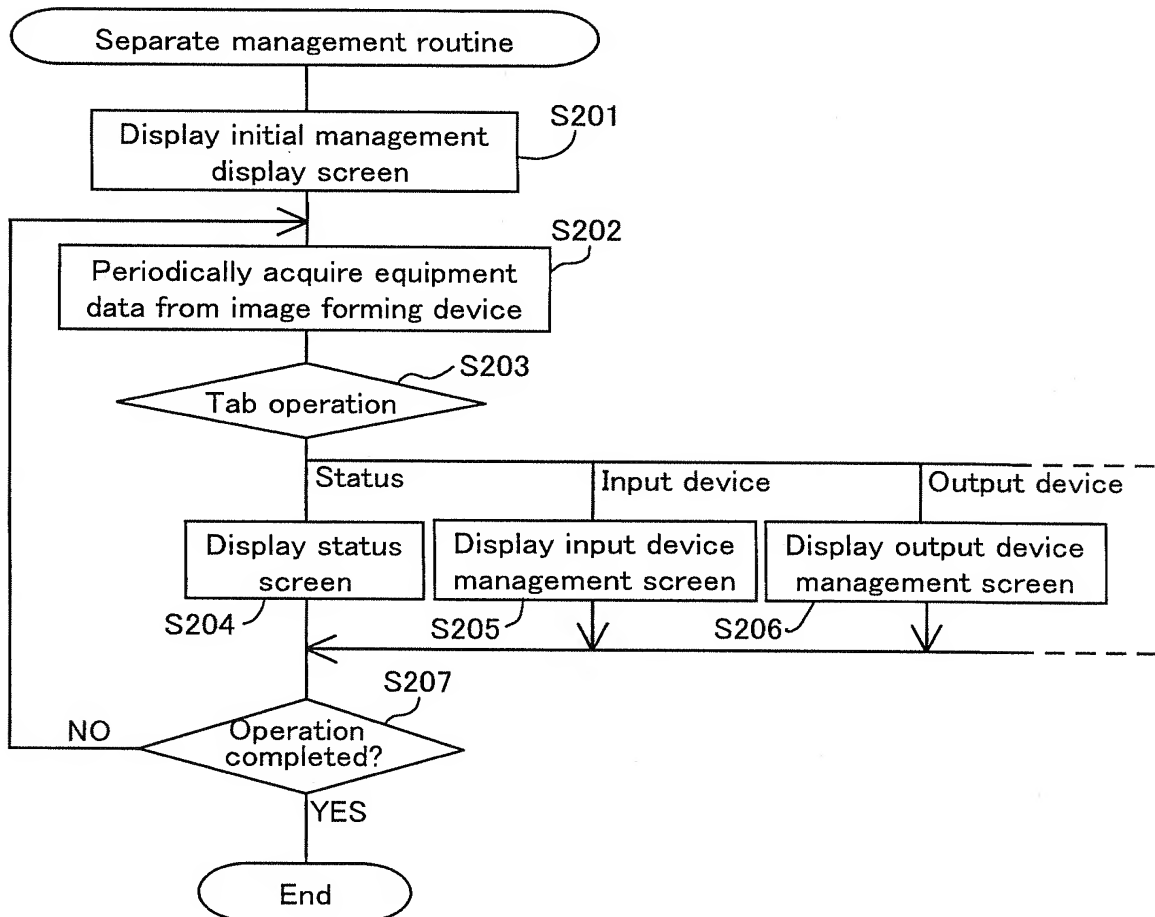 Separate management routine
S201
Display initial management
display screen
S202
Periodically acquire equipment
data from image forming device
S203
Tab operation
Status
Input device
Output device
Display status
screen
Display input device
management screen
Display output device
management screen
S204
S205
S206
S207
NO
Operation
completed?
YES
End